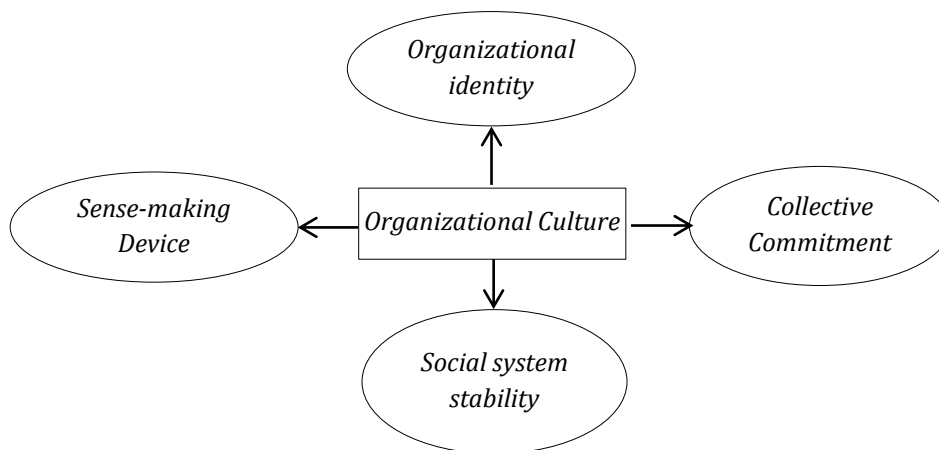 Organizational
identity
Sense-making
Device
Organizational Culture
Collective
Commitment
Social system
stability